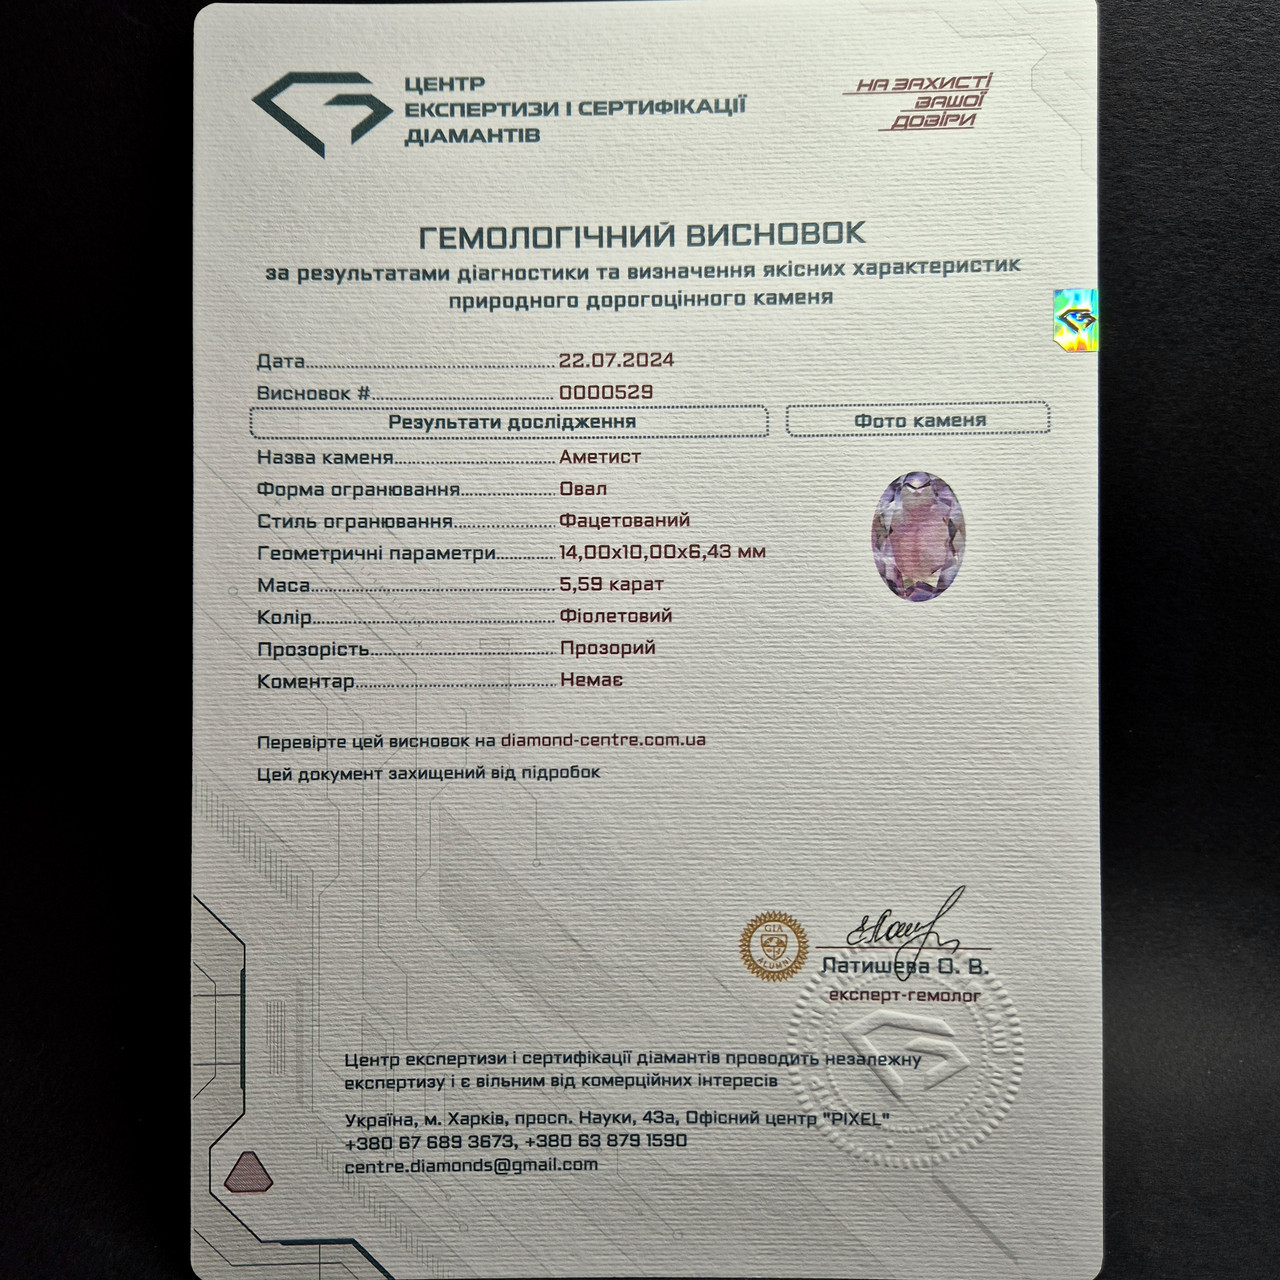 ЦЕНТР
ЕКСПЕРТИЗИ І СЕРТИФІКАЦІЇ
ДІАМАНТІВ
НА ЗАХИСТІ
ВАШОЇ
ДОВІРИ
ГЕМОЛОГІЧНИЙ ВИСНОВОК
за результатами діагностики та визначення якісних характеристик
природного дорогоцінного каменя
Дата 22.07.2024
Висновок # 0000529
Результати дослідження
Фото каменя
Назва каменя Аметист
Форма огранювання Овал
Стиль огранювання Фацетований
Геометричні параметри 14,00x10,00x6,43 мм
Маса 5,59 карат
Колір Фіолетовий
Прозорість Прозорий
Коментар Немає
Перевірте цей висновок на diamond-centre.com.ua
Цей документ захищений від підробок
GIA
ALUMNI
Латишева О. В.
експерт-гемолог
Центр експертизи і сертифікації діамантів проводить незалежну
експертизу і є вільним від комерційних інтересів
Україна, м. Харків, просп. Науки, 43а, Офісний центр "PIXEL"
+380 67 689 3673, +380 63 879 1590
centre.diamonds@gmail.com